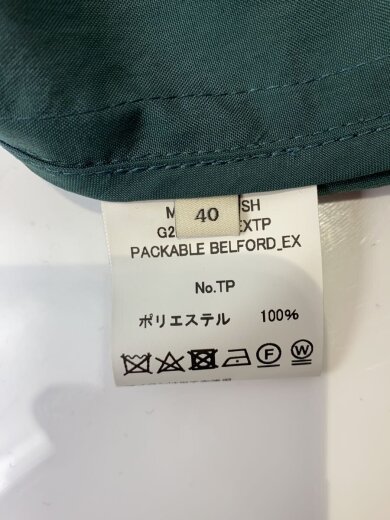 M SH
40
G2 EXTP
PACKABLE BELFORD_EX
No.TP
ポリエステル 100%
F W